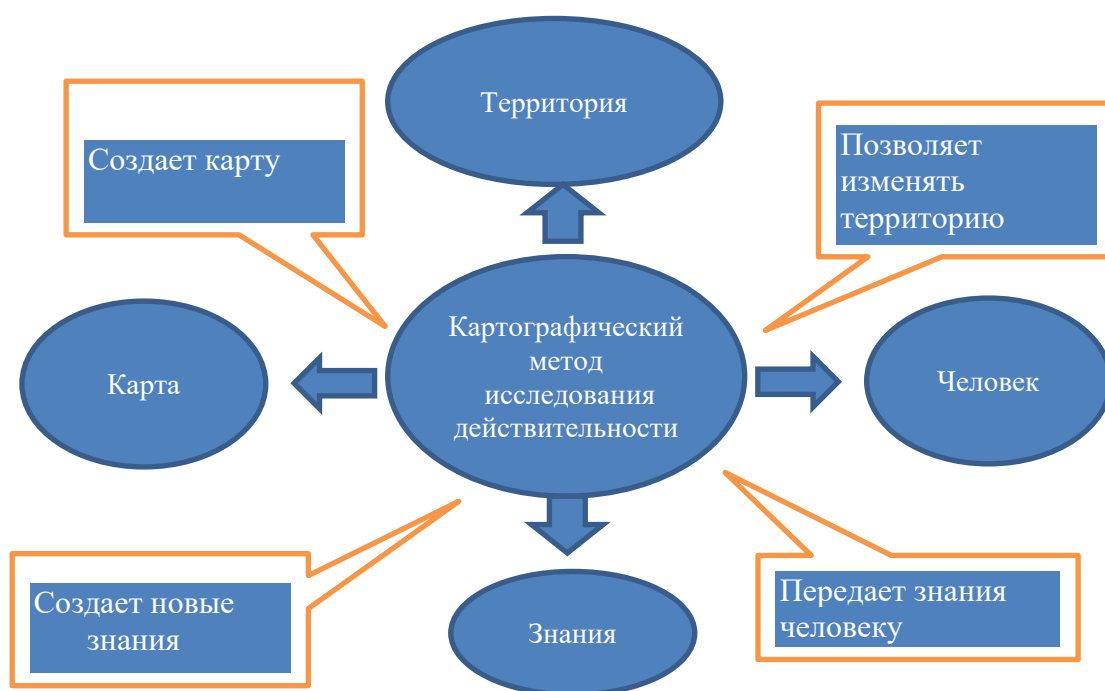 Территория
Создает карту
Позволяет
изменять
территорию
Картографический
метод
исследования
действительности
Карта
Человек
Создает новые
знания
Знания
Передает знания
человеку